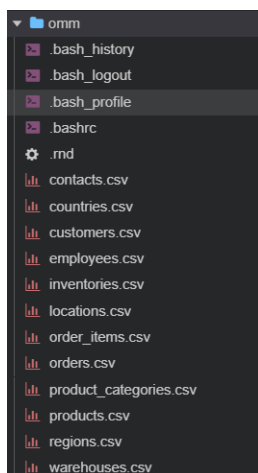 omm
.bash_history
.bash_logout
.bash_profile
.bashrc
.rnd
contacts.csv
countries.csv
customers.csv
employees.csv
inventories.csv
locations.csv
order_items.csv
orders.csv
product_categories.csv
products.csv
regions.csv
warehouses.csv